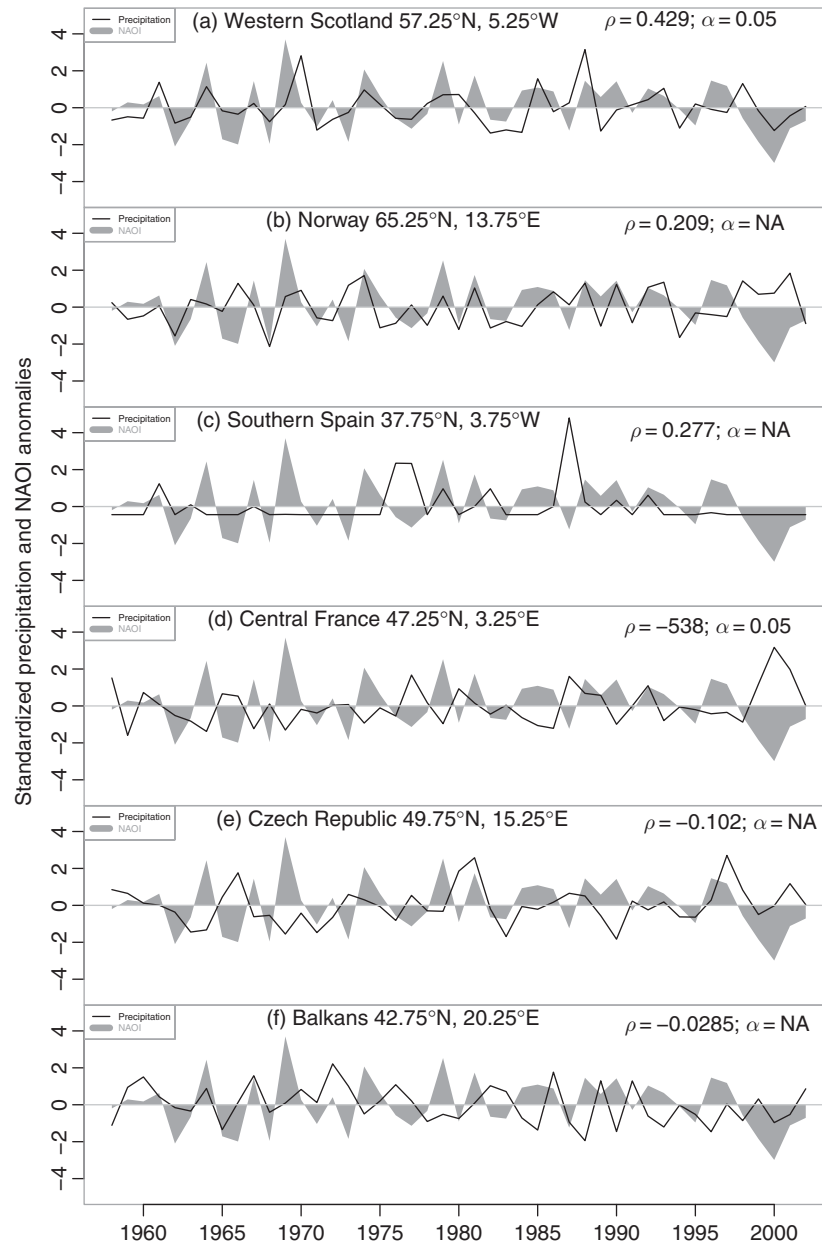 Standardized precipitation and NAOI anomalies
Precipitation
NAOI
(a) Western Scotland 57.25°N, 5.25°W
ρ = 0.429; α = 0.05
4
2
0
−2
−4
Precipitation
NAOI
(b) Norway 65.25°N, 13.75°E
ρ = 0.209; α = NA
4
2
0
−2
−4
Precipitation
NAOI
(c) Southern Spain 37.75°N, 3.75°W
ρ = 0.277; α = NA
4
2
0
−2
−4
Precipitation
NAOI
(d) Central France 47.25°N, 3.25°E
ρ = −538; α = 0.05
4
2
0
−2
−4
Precipitation
NAOI
(e) Czech Republic 49.75°N, 15.25°E
ρ = −0.102; α = NA
4
2
0
−2
−4
Precipitation
NAOI
(f) Balkans 42.75°N, 20.25°E
ρ = −0.0285; α = NA
4
2
0
−2
−4
1960 1965 1970 1975 1980 1985 1990 1995 2000